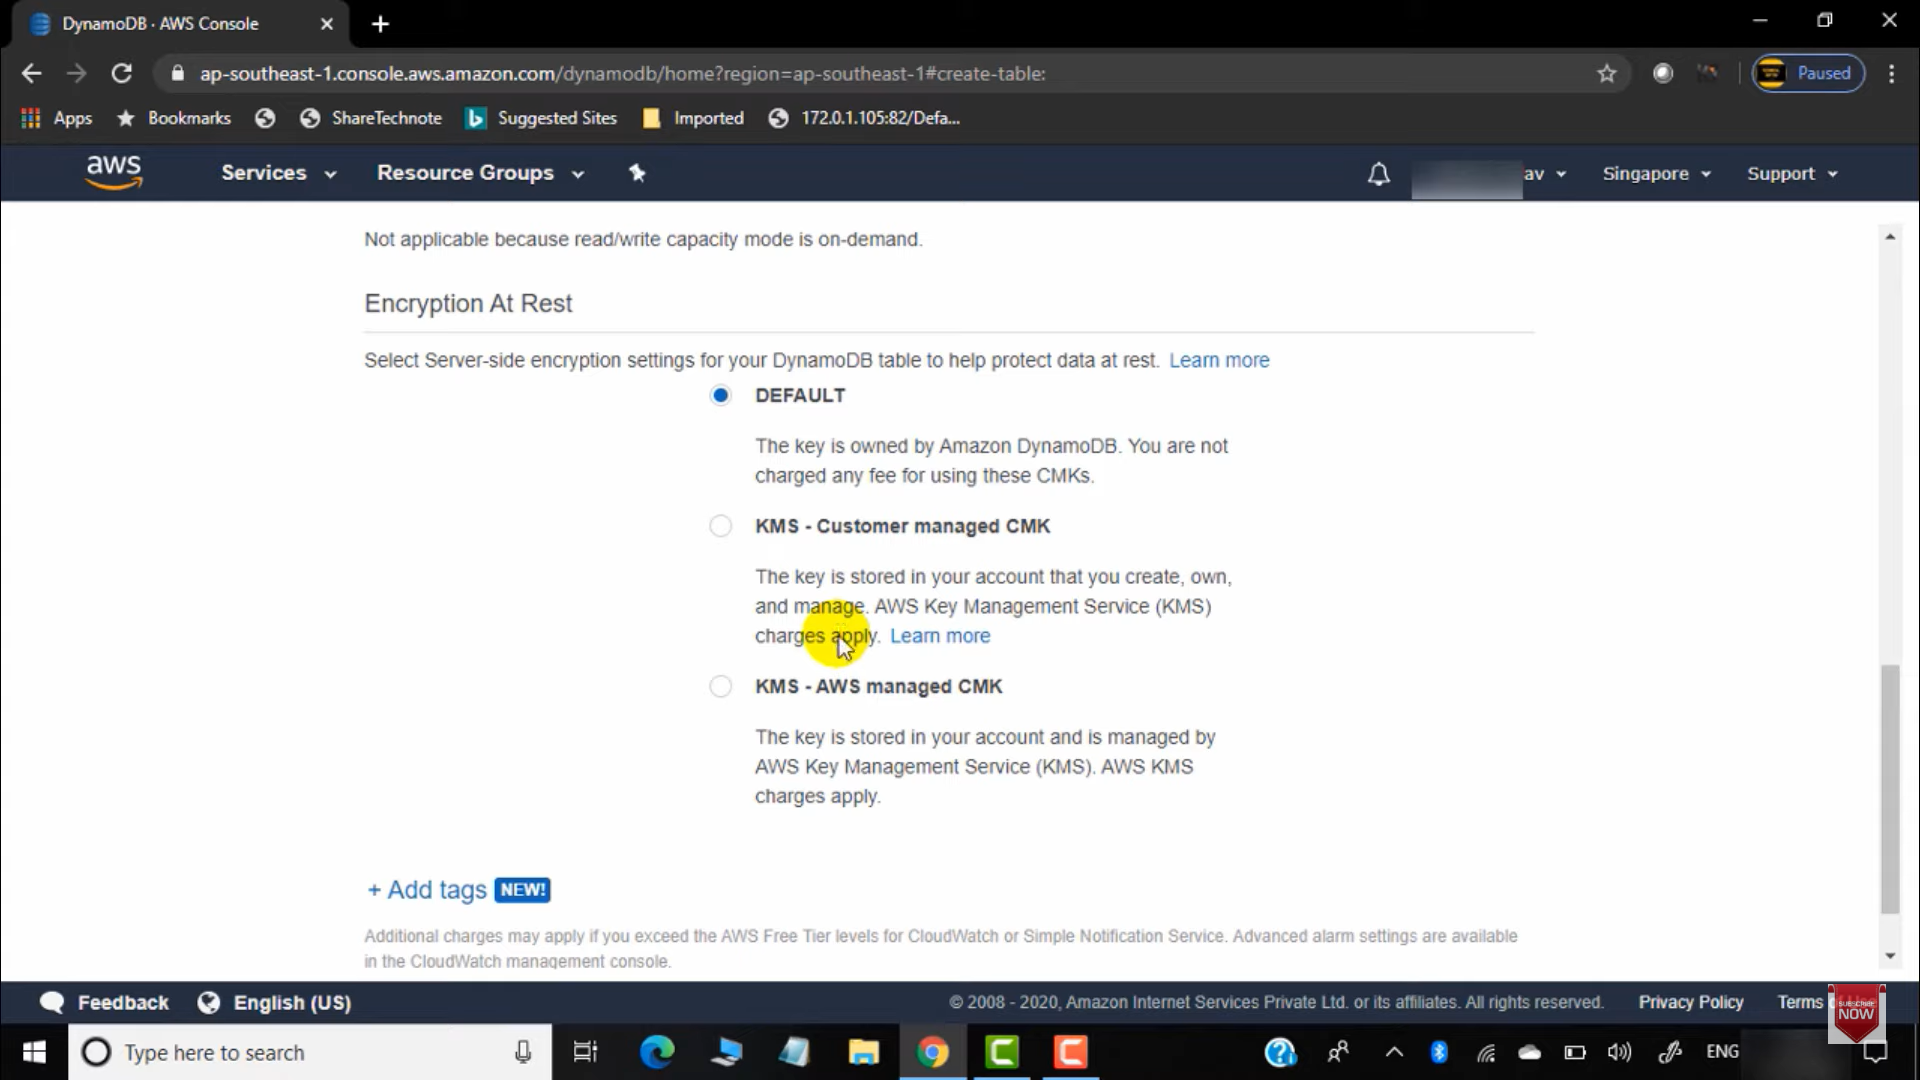 DynamoDB · AWS Console
ap-southeast-1.console.aws.amazon.com/dynamodb/home?region=ap-southeast-1#create-table:
Paused
Apps
Bookmarks
ShareTechnote
Suggested Sites
Imported
172.0.1.105:82/Defa...
aws
Services
Resource Groups
av
Singapore
Support
Not applicable because read/write capacity mode is on-demand.
Encryption At Rest
Select Server-side encryption settings for your DynamoDB table to help protect data at rest. Learn more
DEFAULT
The key is owned by Amazon DynamoDB. You are not
charged any fee for using these CMKs.
KMS - Customer managed CMK
The key is stored in your account that you create, own,
and manage. AWS Key Management Service (KMS)
charges apply. Learn more
KMS - AWS managed CMK
The key is stored in your account and is managed by
AWS Key Management Service (KMS). AWS KMS
charges apply.
+ Add tags NEW!
Additional charges may apply if you exceed the AWS Free Tier levels for CloudWatch or Simple Notification Service. Advanced alarm settings are available
in the CloudWatch management console.
Feedback
English (US)
© 2008 - 2020, Amazon Internet Services Private Ltd. or its affiliates. All rights reserved.
Privacy Policy
Terms
SUBSCRIBE
NOW
Type here to search
ENG